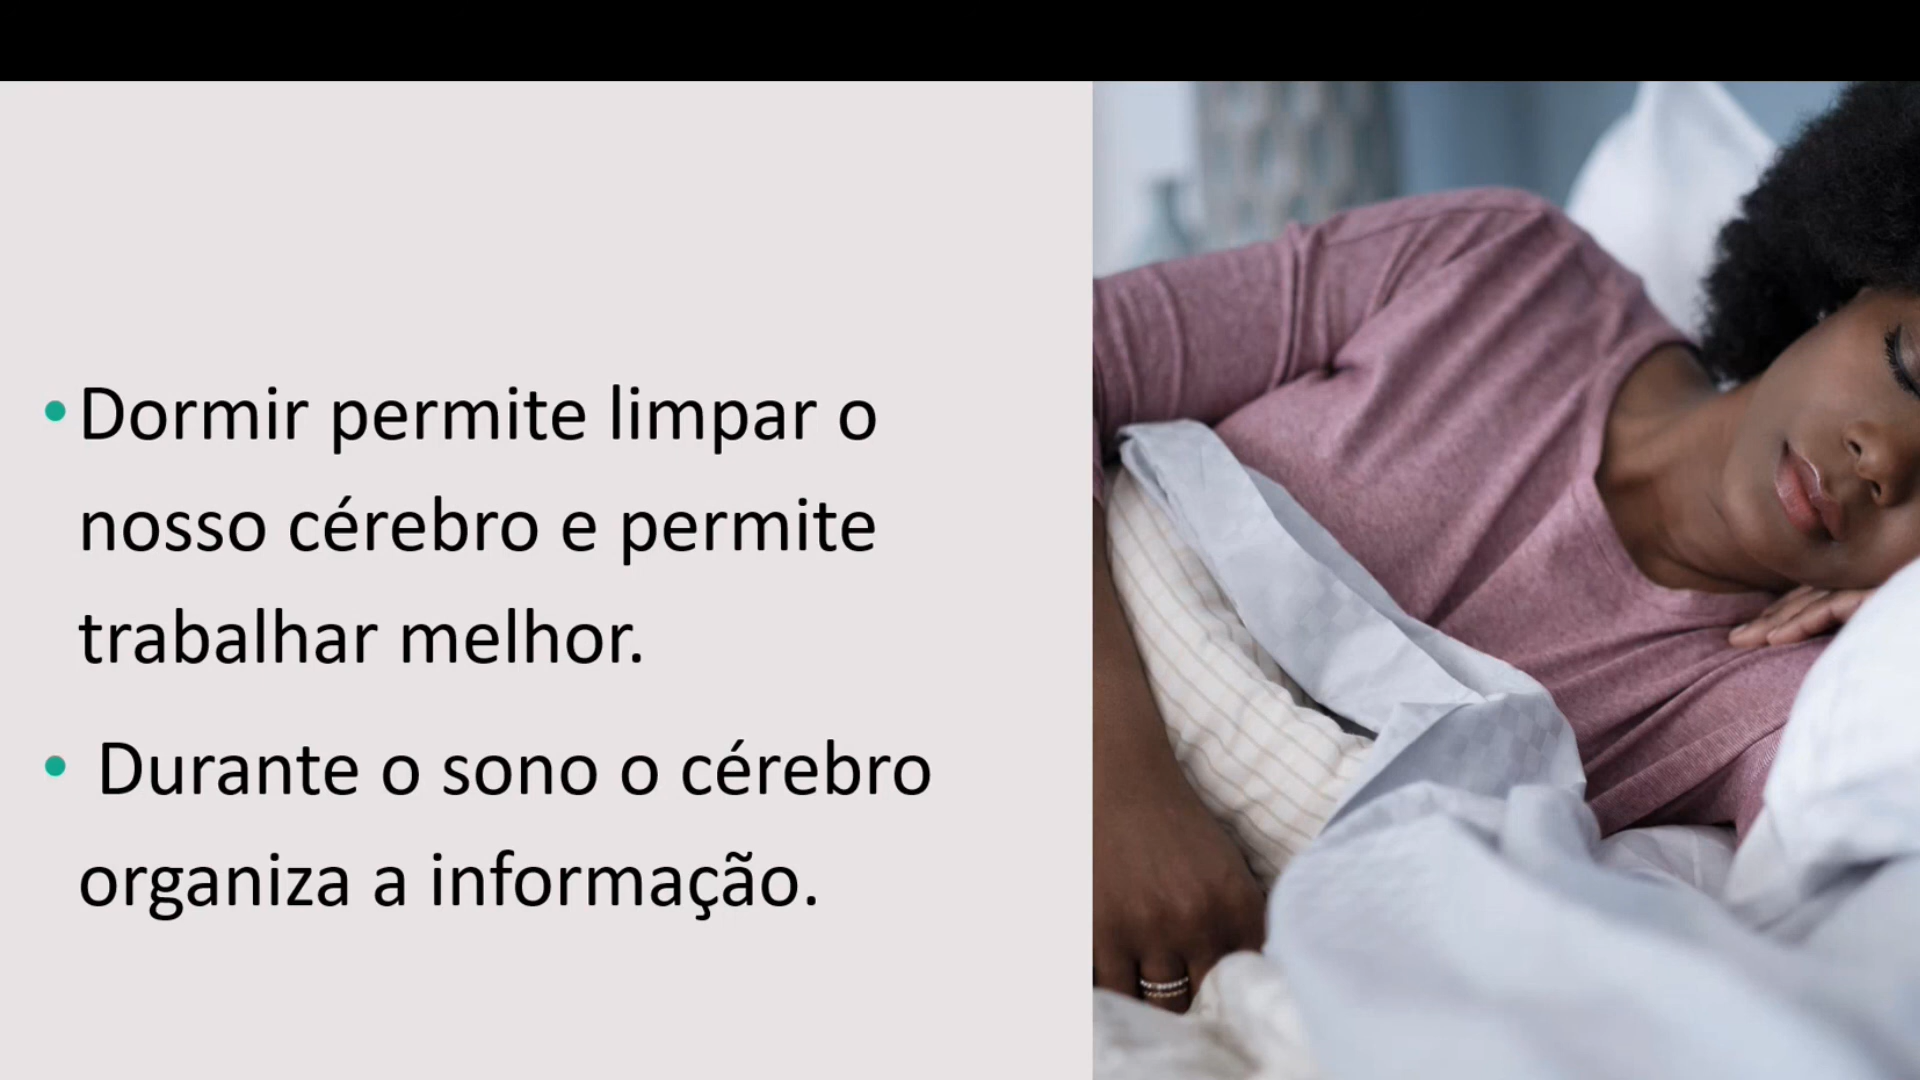 • Dormir permite limpar o
nosso cérebro e permite
trabalhar melhor.
• Durante o sono o cérebro
organiza a informação.